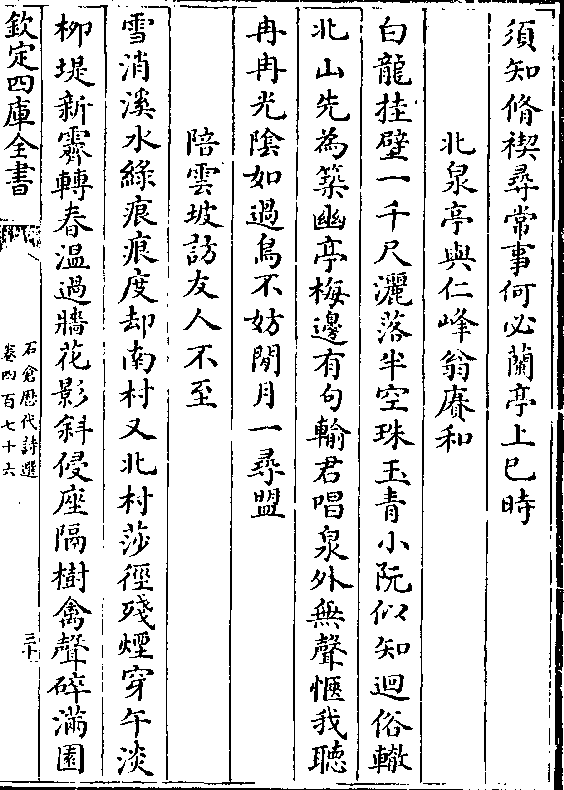 須知脩禊尋常事何必蘭亭上巳時
北泉亭與仁峰翁賡和
白龍挂壁一千尺灑落半空珠玉青小阮似知迴俗轍
北山先為築幽亭梅邊有句輸君唱泉外無聲愜我聽
冉冉光陰如過鳥不妨閒月一尋盟
陪雲坡訪友人不至
雪消溪水綠痕痕度却南村又北村莎徑殘煙穿午淡
柳堤新霽轉春溫過牆花影斜侵座隔樹禽聲碎滿園
欽定四庫全書
石倉歷代詩選
卷四百七十六
三十